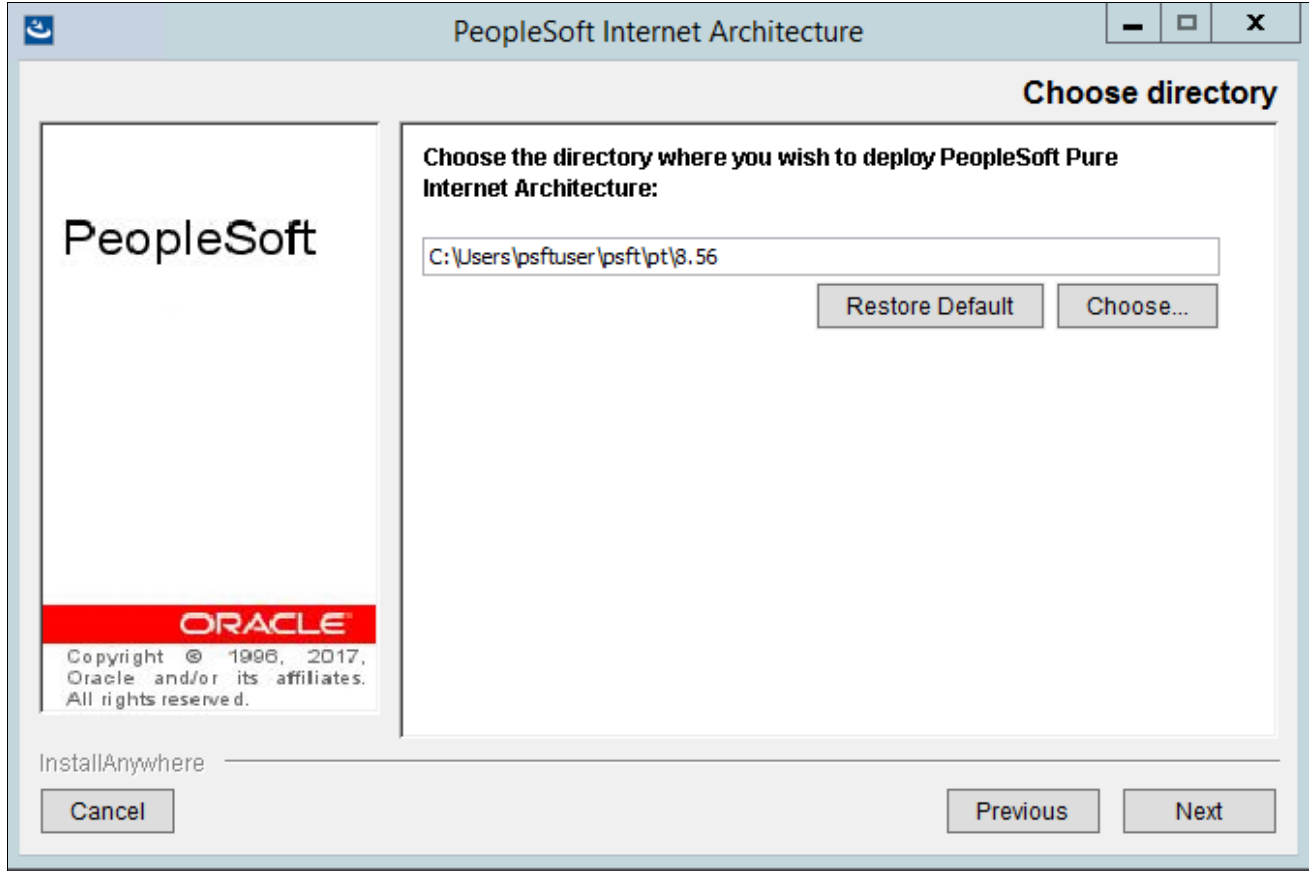 PeopleSoft Internet Architecture
Choose directory
PeopleSoft
ORACLE
Copyright © 1996, 2017,
Oracle and/or its affiliates.
All rights reserved.
Choose the directory where you wish to deploy PeopleSoft Pure
Internet Architecture:
C:\Users\psftuser\psft\pt\8.56
Restore Default
Choose...
InstallAnywhere
Cancel
Previous
Next